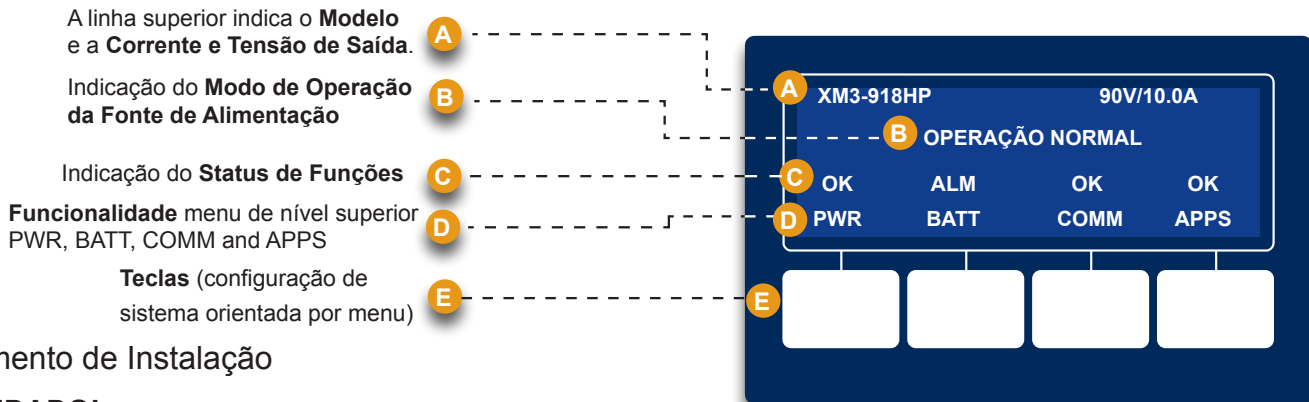 A linha superior indica o Modelo
e a Corrente e Tensão de Saída.
A
Indicação do Modo de Operação
da Fonte de Alimentação
B
Indicação do Status de Funções
C
Funcionalidade menu de nível superior
PWR, BATT, COMM and APPS
D
Teclas (configuração de
sistema orientada por menu)
E
A XM3-918HP 90V/10.0A
B OPERAÇÃO NORMAL
C OK ALM OK OK
D PWR BATT COMM APPS
E
de Instalação